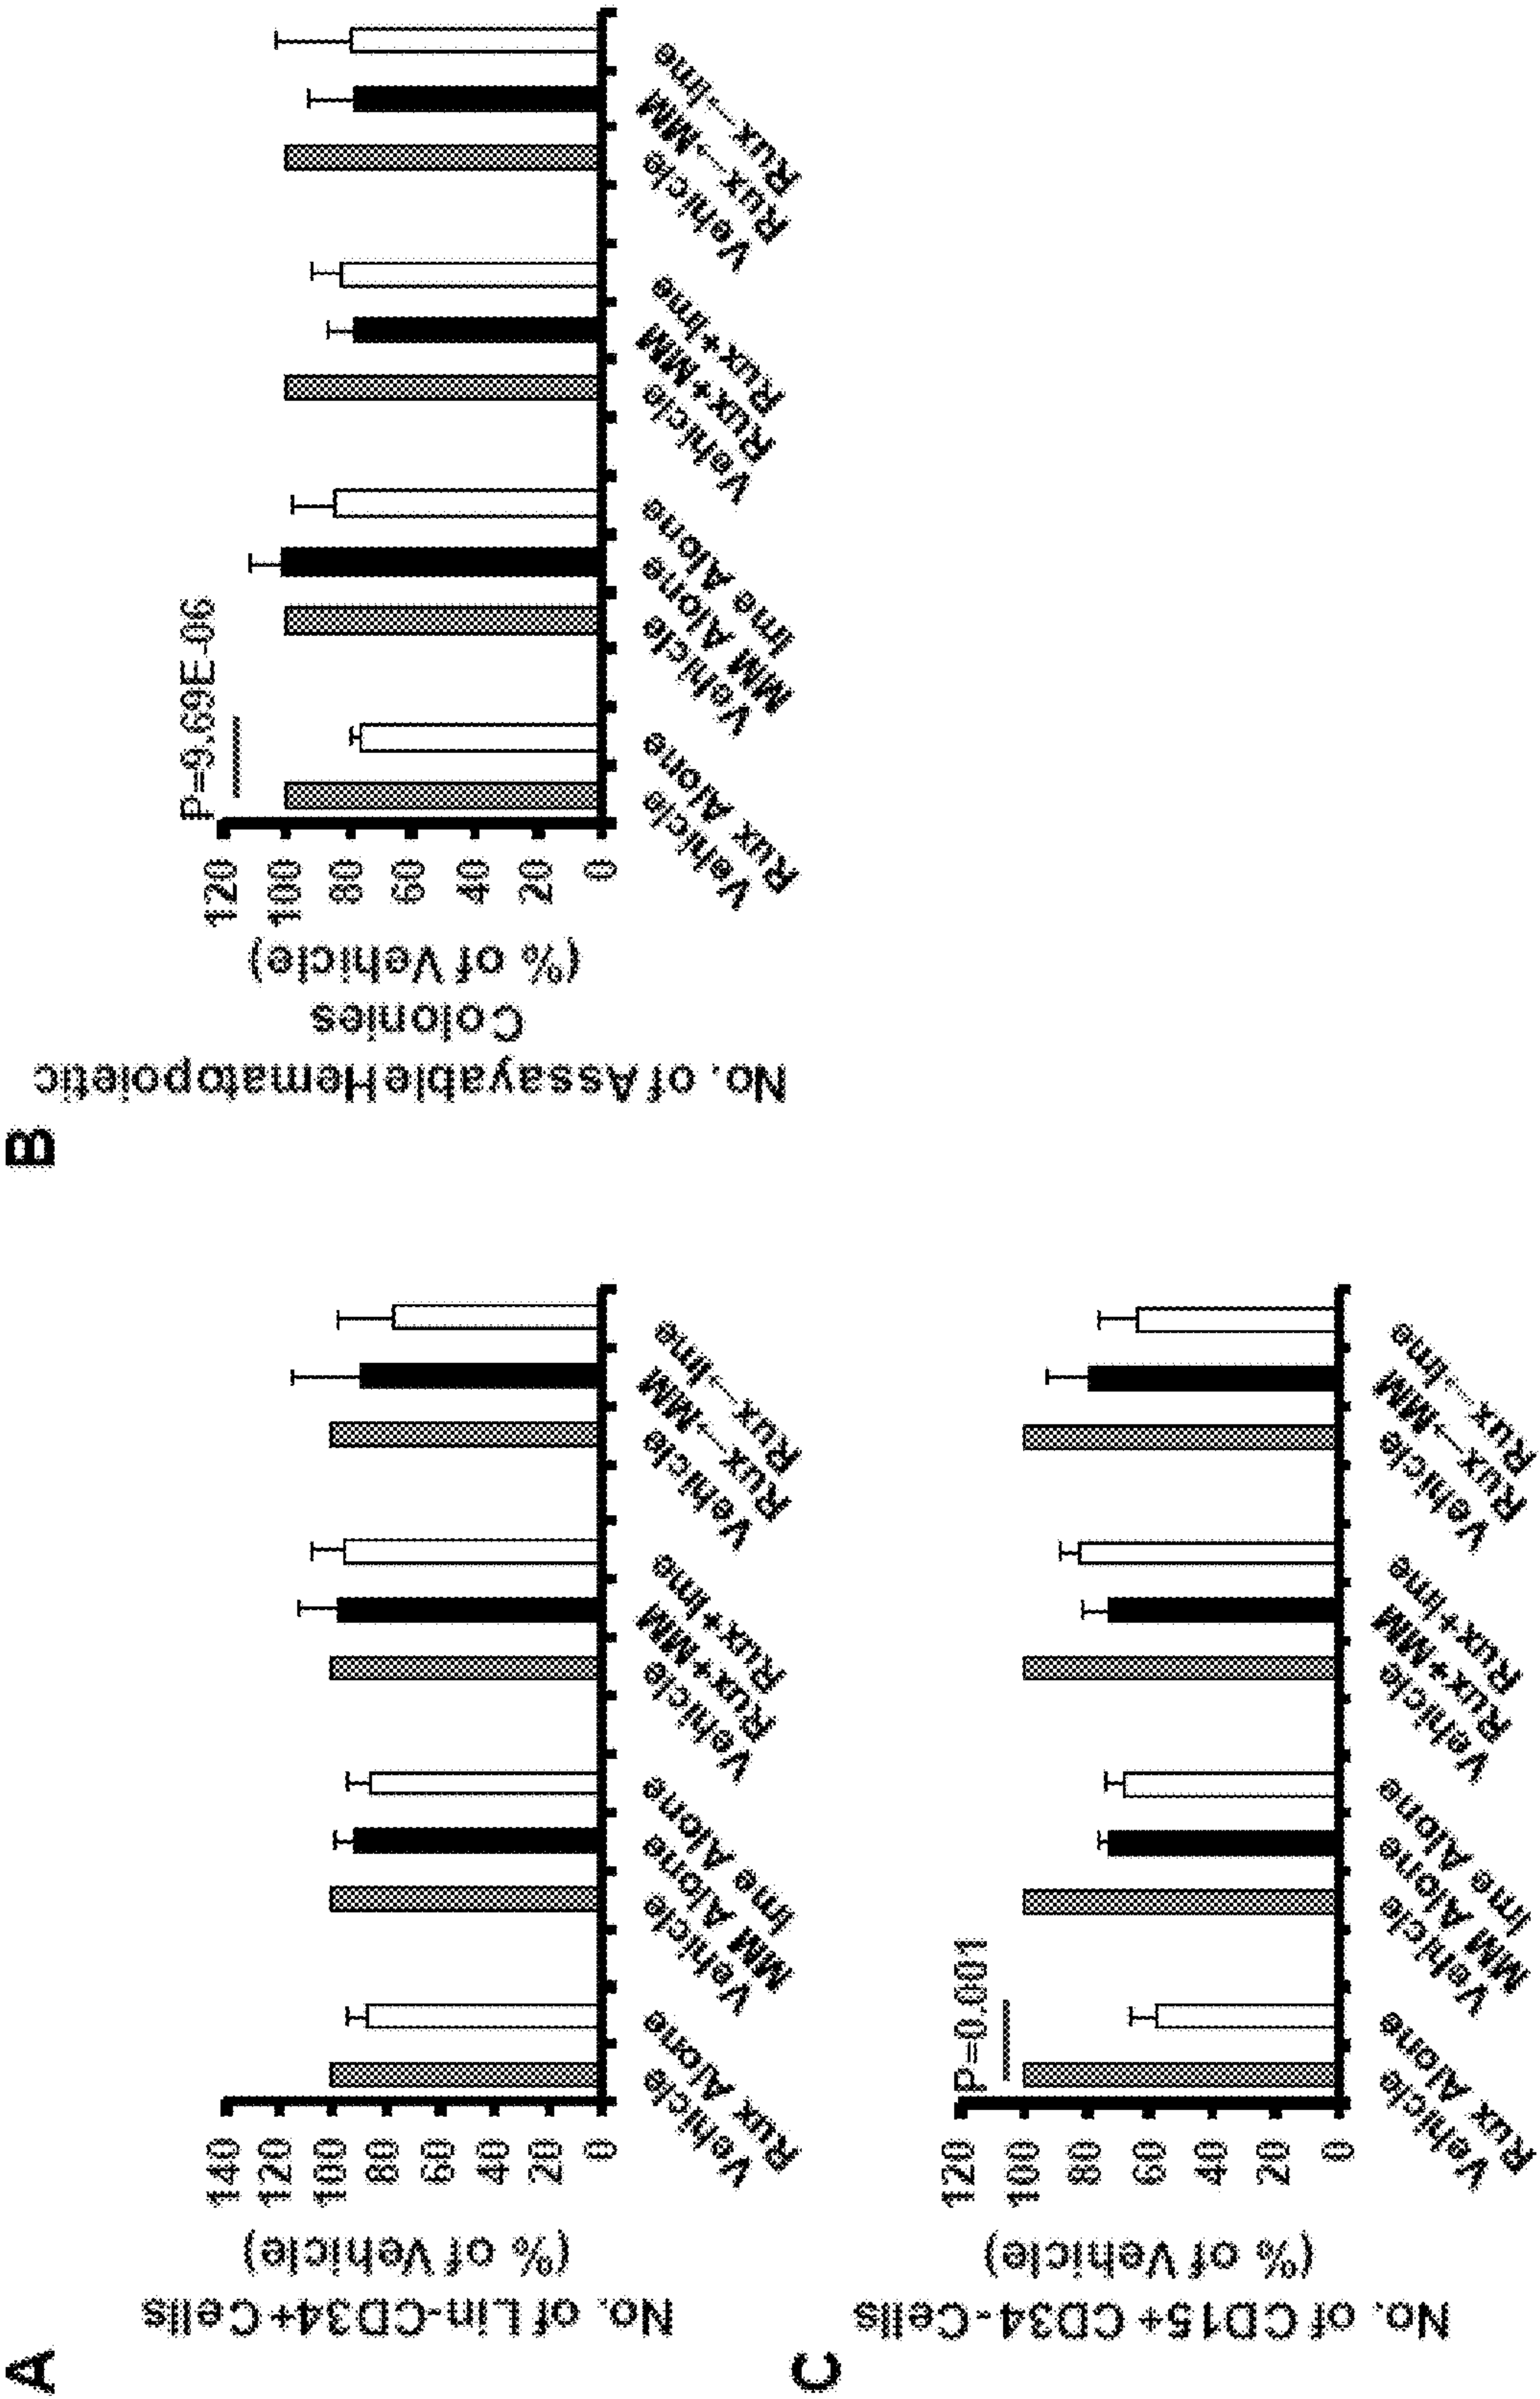 A
No. of Lin-CD34+ Cells
(% of Vehicle)
140
120
100
80
60
40
20
0
Vehicle
Rux Alone
Vehicle
MM Alone
Ime Alone
Vehicle
Rux+MM
Rux+Ime
Vehicle
Rux→MM
Rux→Ime
B
No. of Assayable Hematopoietic
Colonies
(% of Vehicle)
120
100
80
60
40
20
0
P=9.69E-06
Vehicle
Rux Alone
Vehicle
MM Alone
Ime Alone
Vehicle
Rux+MM
Rux+Ime
Vehicle
Rux→MM
Rux→Ime
C
No. of CD15+ CD34- Cells
(% of Vehicle)
120
100
80
60
40
20
0
P=0.001
Vehicle
Rux Alone
Vehicle
MM Alone
Ime Alone
Vehicle
Rux+MM
Rux+Ime
Vehicle
Rux→MM
Rux→Ime